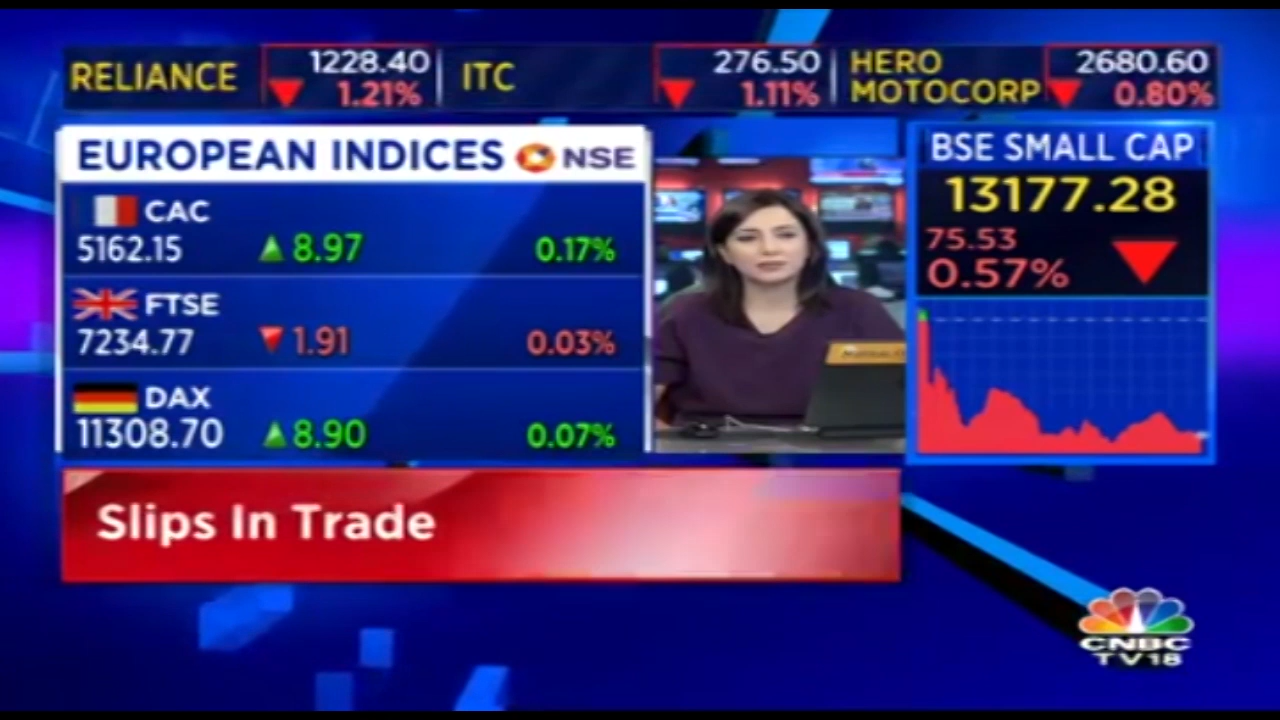 RELIANCE 1228.40 1.21%
ITC 276.50 1.11%
HERO MOTOCORP 2680.60 0.80%
EUROPEAN INDICES NSE
CAC
5162.15 8.97 0.17%
FTSE
7234.77 1.91 0.03%
DAX
11308.70 8.90 0.07%
BSE SMALL CAP
13177.28
75.53
0.57%
Slips In Trade
CNBC
TV18